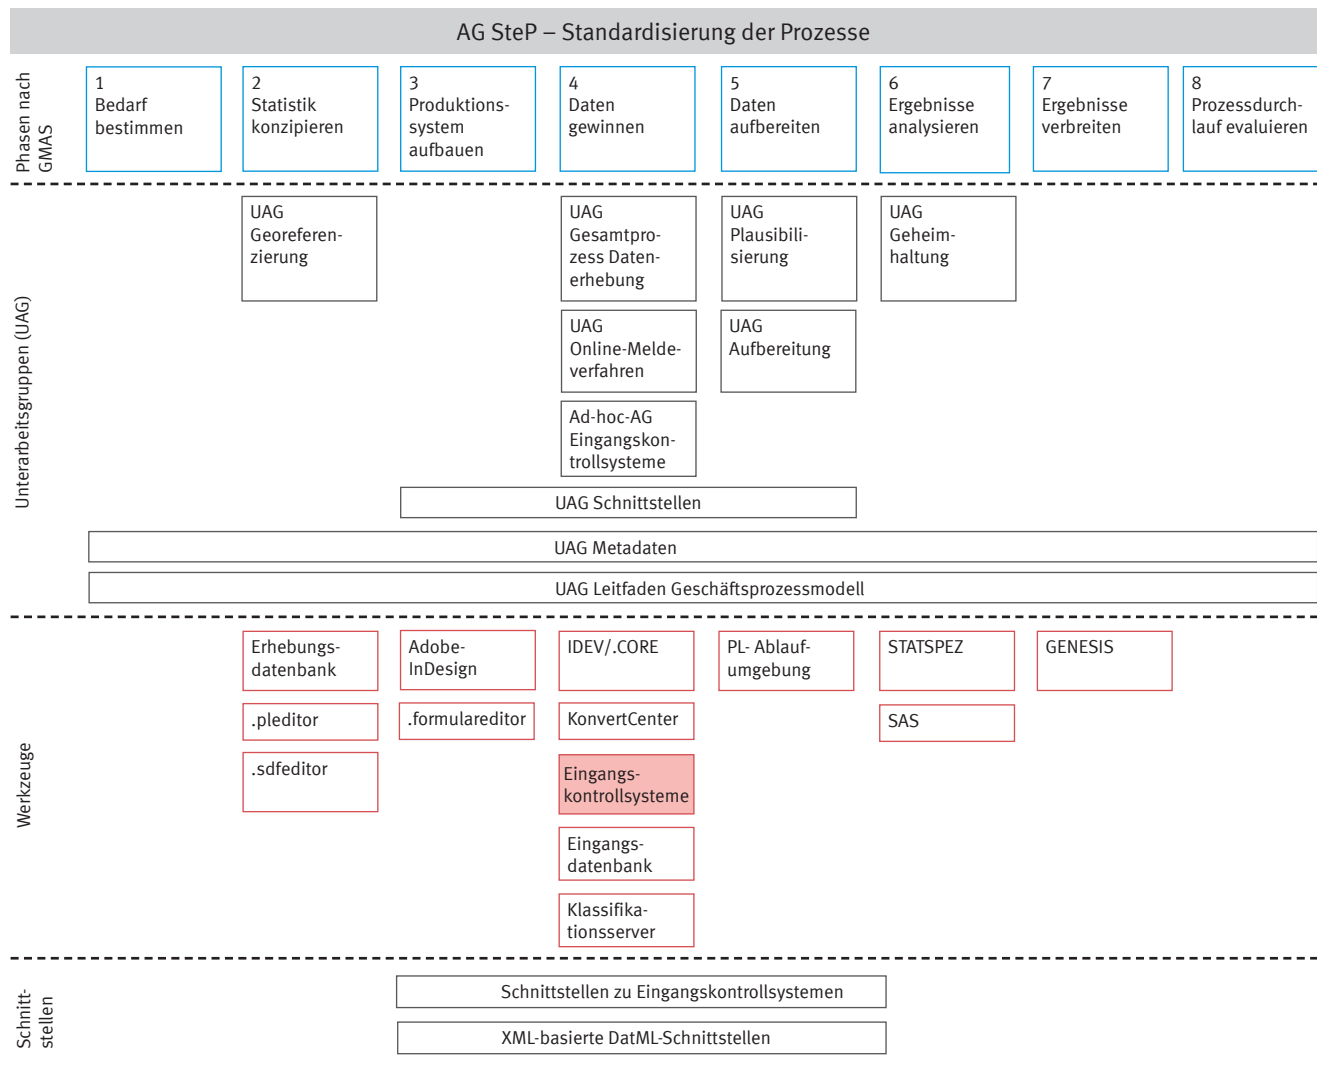 AG SteP – Standardisierung der Prozesse
Phasen nach
GMAS
1
Bedarf
bestimmen
2
Statistik
konzipieren
3
Produktions-
system
aufbauen
4
Daten
gewinnen
5
Daten
aufbereiten
6
Ergebnisse
analysieren
7
Ergebnisse
verbreiten
8
Prozessdurch-
lauf evaluieren
Unterarbeitsgruppen (UAG)
UAG
Georeferen-
zierung
UAG
Gesamtpro-
zess Daten-
erhebung
UAG
Plausibili-
sierung
UAG
Geheim-
haltung
UAG
Online-Melde-
verfahren
UAG
Aufbereitung
Ad-hoc-AG
Eingangskon-
trollsysteme
UAG Schnittstellen
UAG Metadaten
UAG Leitfaden Geschäftsprozessmodell
Werkzeuge
Erhebungs-
datenbank
.pleditor
.sdfeditor
Adobe-
InDesign
.formulareditor
IDEV/.CORE
KonvertCenter
Eingangs-
kontrollsysteme
Eingangs-
datenbank
Klassifika-
tionsserver
PL- Ablauf-
umgebung
STATSPEZ
SAS
GENESIS
Schnitt-
stellen
Schnittstellen zu Eingangskontrollsystemen
XML-basierte DatML-Schnittstellen